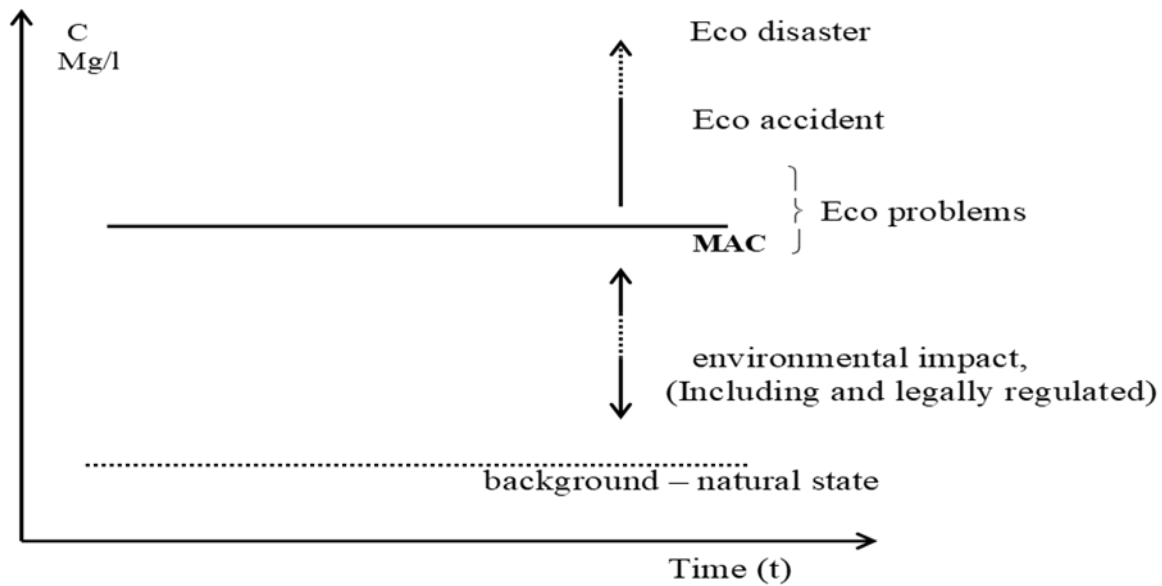 C
Mg/l
Eco disaster
Eco accident
Eco problems
MAC
environmental impact,
(Including and legally regulated)
background – natural state
Time (t)